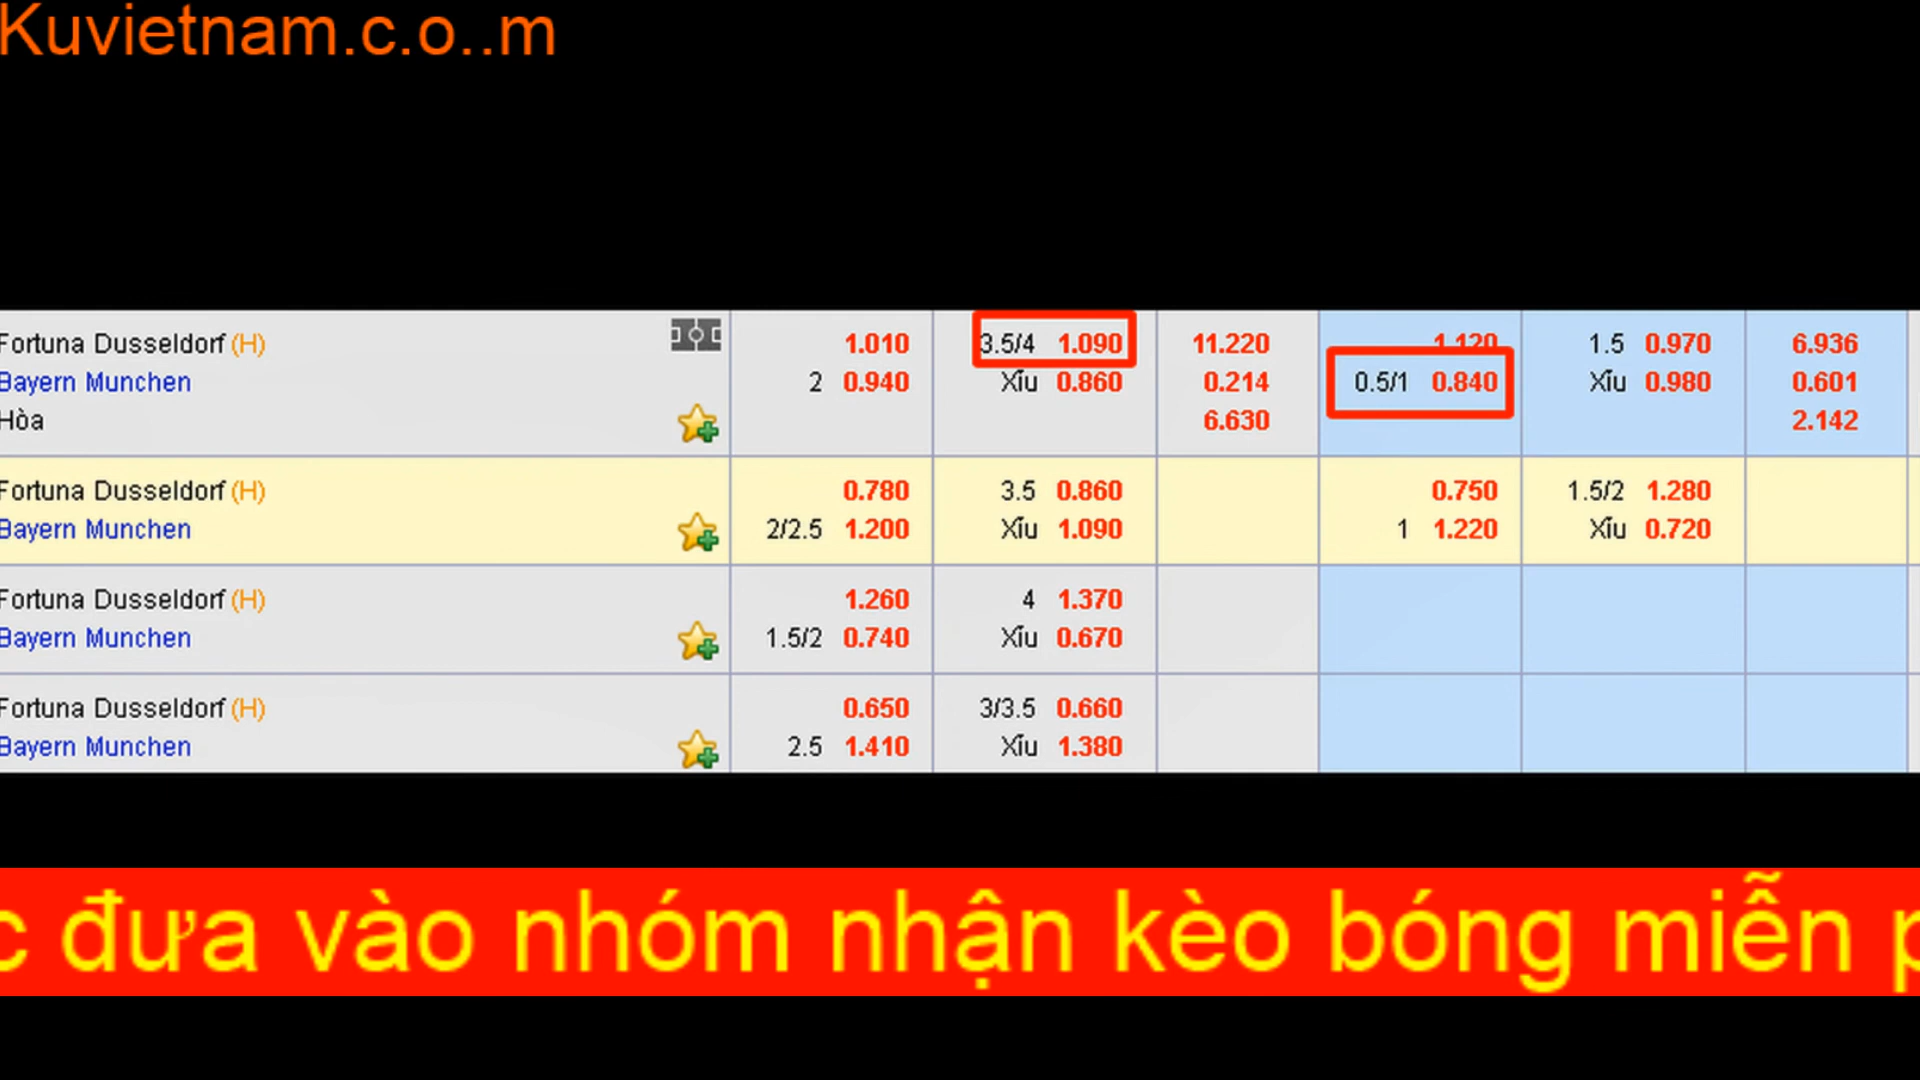 Kuvietnam.c.o..m
Fortuna Dusseldorf (H) 1.010 3.5/4 1.090 11.220 1.120 1.5 0.970 6.936
Bayern Munchen 2 0.940 Xỉu 0.860 0.214 0.5/1 0.840 Xỉu 0.980 0.601
Hòa 6.630 2.142
Fortuna Dusseldorf (H) 0.780 3.5 0.860 0.750 1.5/2 1.280
Bayern Munchen 2/2.5 1.200 Xỉu 1.090 1 1.220 Xỉu 0.720
Fortuna Dusseldorf (H) 1.260 4 1.370
Bayern Munchen 1.5/2 0.740 Xỉu 0.670
Fortuna Dusseldorf (H) 0.650 3/3.5 0.660
Bayern Munchen 2.5 1.410 Xỉu 1.380
c đưa vào nhóm nhận kèo bóng miễn p